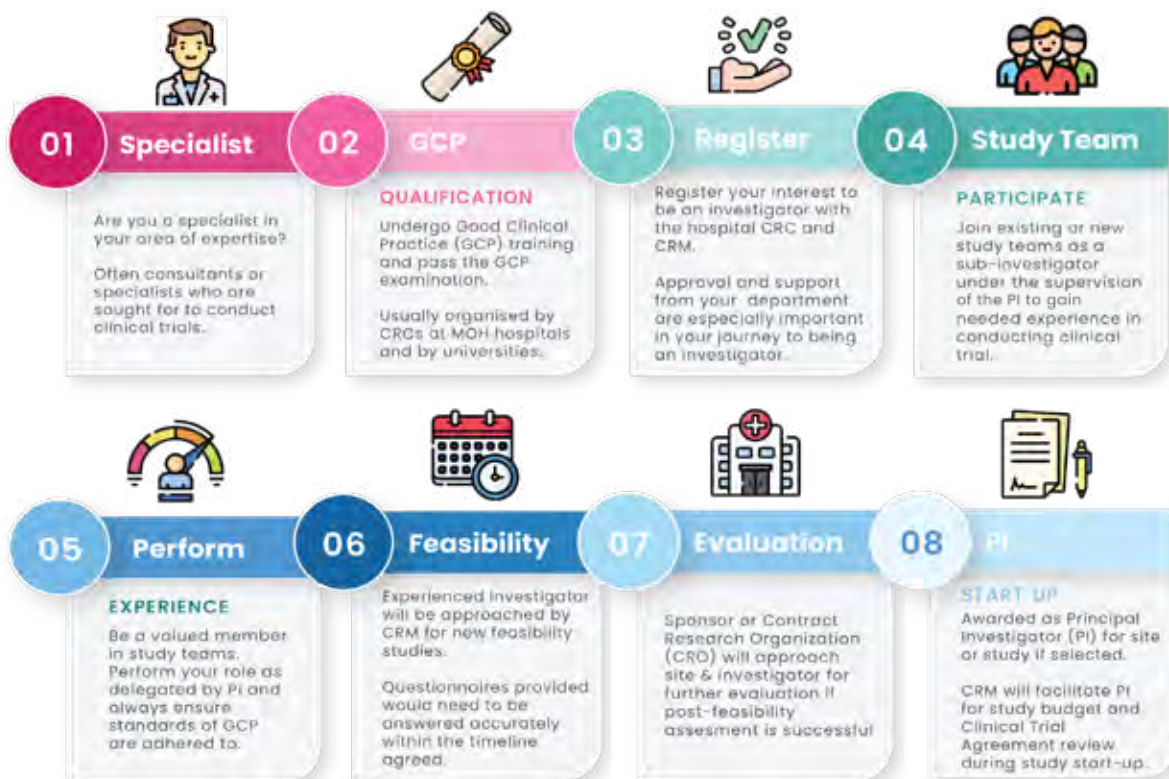 01 Specialist
Are you a specialist in
your area of expertise?
Often consultants or
specialists who are
sought for to conduct
clinical trials.
02 GCP
QUALIFICATION
Undergo Good Clinical
Practice (GCP) training
and pass the GCP
examination.
Usually organised by
CRCs at MOH hospitals
and by universities.
03 Register
Register your interest to
be an investigator with
the hospital CRC and
CRM.
Approval and support
from your department
are especially important
in your journey to being
an investigator.
04 Study Team
PARTICIPATE
Join existing or new
study teams as a
sub-investigator
under the supervision
of the PI to gain
needed experience in
conducting clinical
trial.
05 Perform
EXPERIENCE
Be a valued member
in study teams.
Perform your role as
delegated by PI and
always ensure
standards of GCP
are adhered to.
06 Feasibility
Experienced Investigator
will be approached by
CRM for new feasibility
studies.
Questionnaires provided
would need to be
answered accurately
within the timeline
agreed.
07 Evaluation
Sponsor or Contract
Research Organization
(CRO) will approach
site & investigator for
further evaluation if
post-feasibility
assesment is successful
08 PI
START UP
Awarded as Principal
Investigator (PI) for site
or study if selected.
CRM will facilitate PI
for study budget and
Clinical Trial
Agreement review
during study start-up.